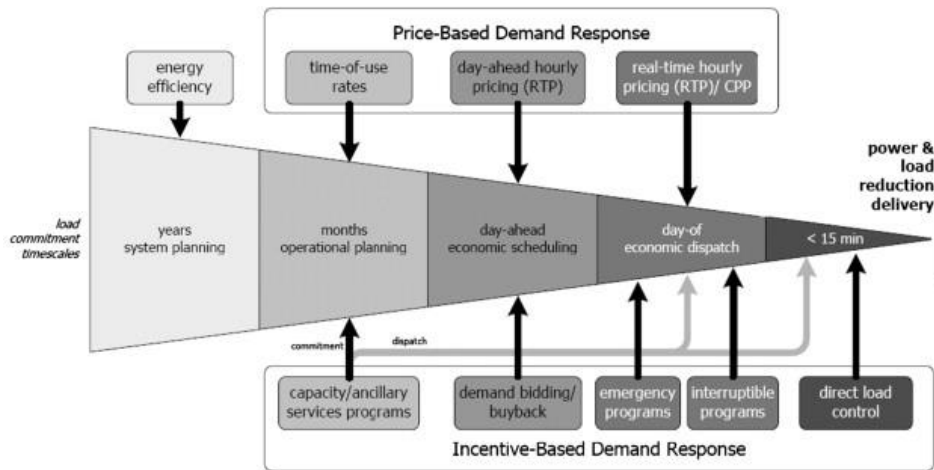 Price-Based Demand Response
energy
efficiency
time-of-use
rates
day-ahead hourly
pricing (RTP)
real-time hourly
pricing (RTP)/ CPP
power &
load
reduction
delivery
load
commitment
timescales
years
system planning
months
operational planning
day-ahead
economic scheduling
day-of
economic dispatch
< 15 min
commitment
dispatch
capacity/ancillary
services programs
demand bidding/
buyback
emergency
programs
interruptible
programs
direct load
control
Incentive-Based Demand Response